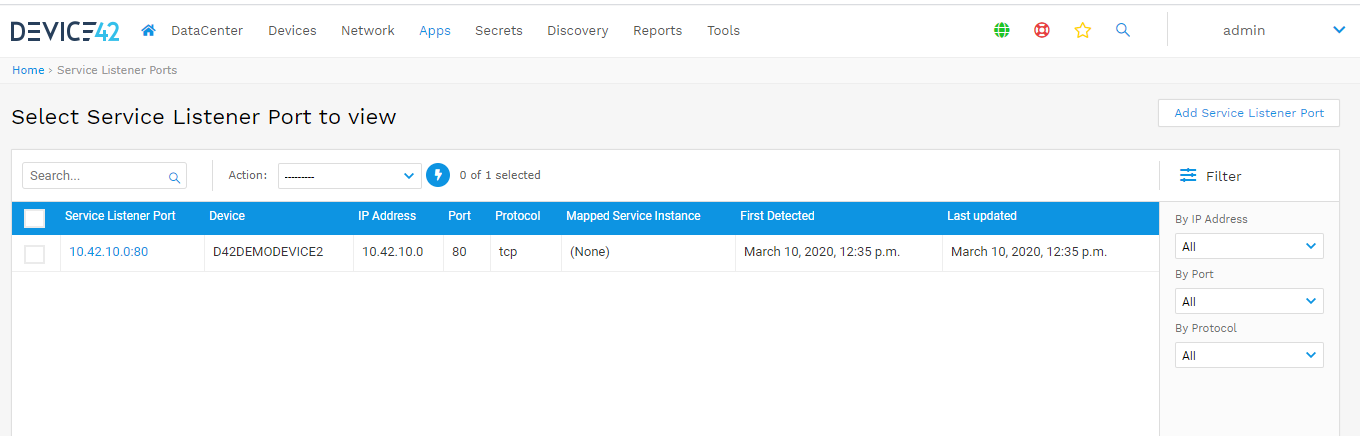 DEVICE42 DataCenter Devices Network Apps Secrets Discovery Reports Tools admin
Home › Service Listener Ports
Select Service Listener Port to view
Add Service Listener Port
Search... Action: --------- 0 of 1 selected
Filter
Service Listener Port Device IP Address Port Protocol Mapped Service Instance First Detected Last updated
10.42.10.0:80 D42DEMODEVICE2 10.42.10.0 80 tcp (None) March 10, 2020, 12:35 p.m. March 10, 2020, 12:35 p.m.
By IP Address
All
By Port
All
By Protocol
All